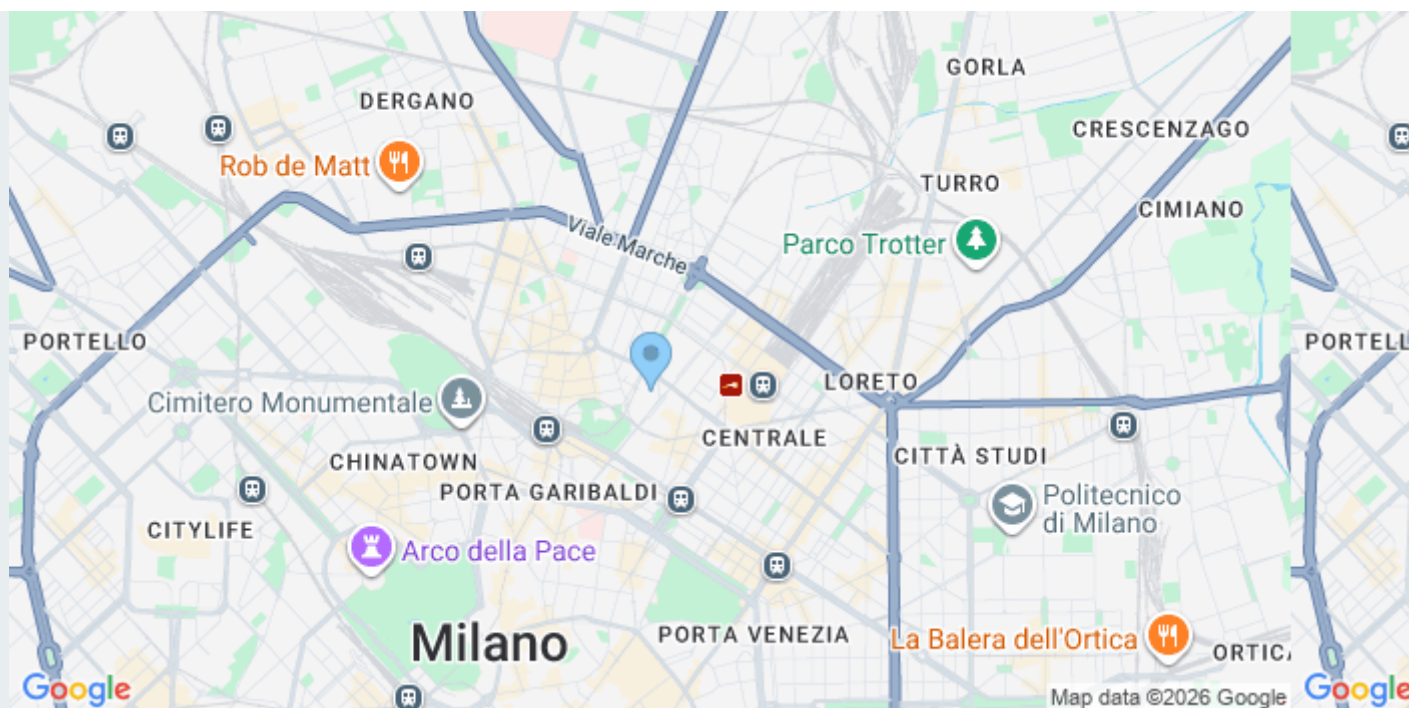 GORLA
DERGANO
CRESCENZAGO
Rob de Matt
TURRO
CIMIANO
Viale Marche
Parco Trotter
PORTELLO
PORTELL
LORETO
Cimitero Monumentale
CENTRALE
CHINATOWN
CITTÀ STUDI
PORTA GARIBALDI
Politecnico
di Milano
CITYLIFE
Arco della Pace
Milano
PORTA VENEZIA
La Balera dell'Ortica
ORTICA
Google
Map data ©2026 Google
Google